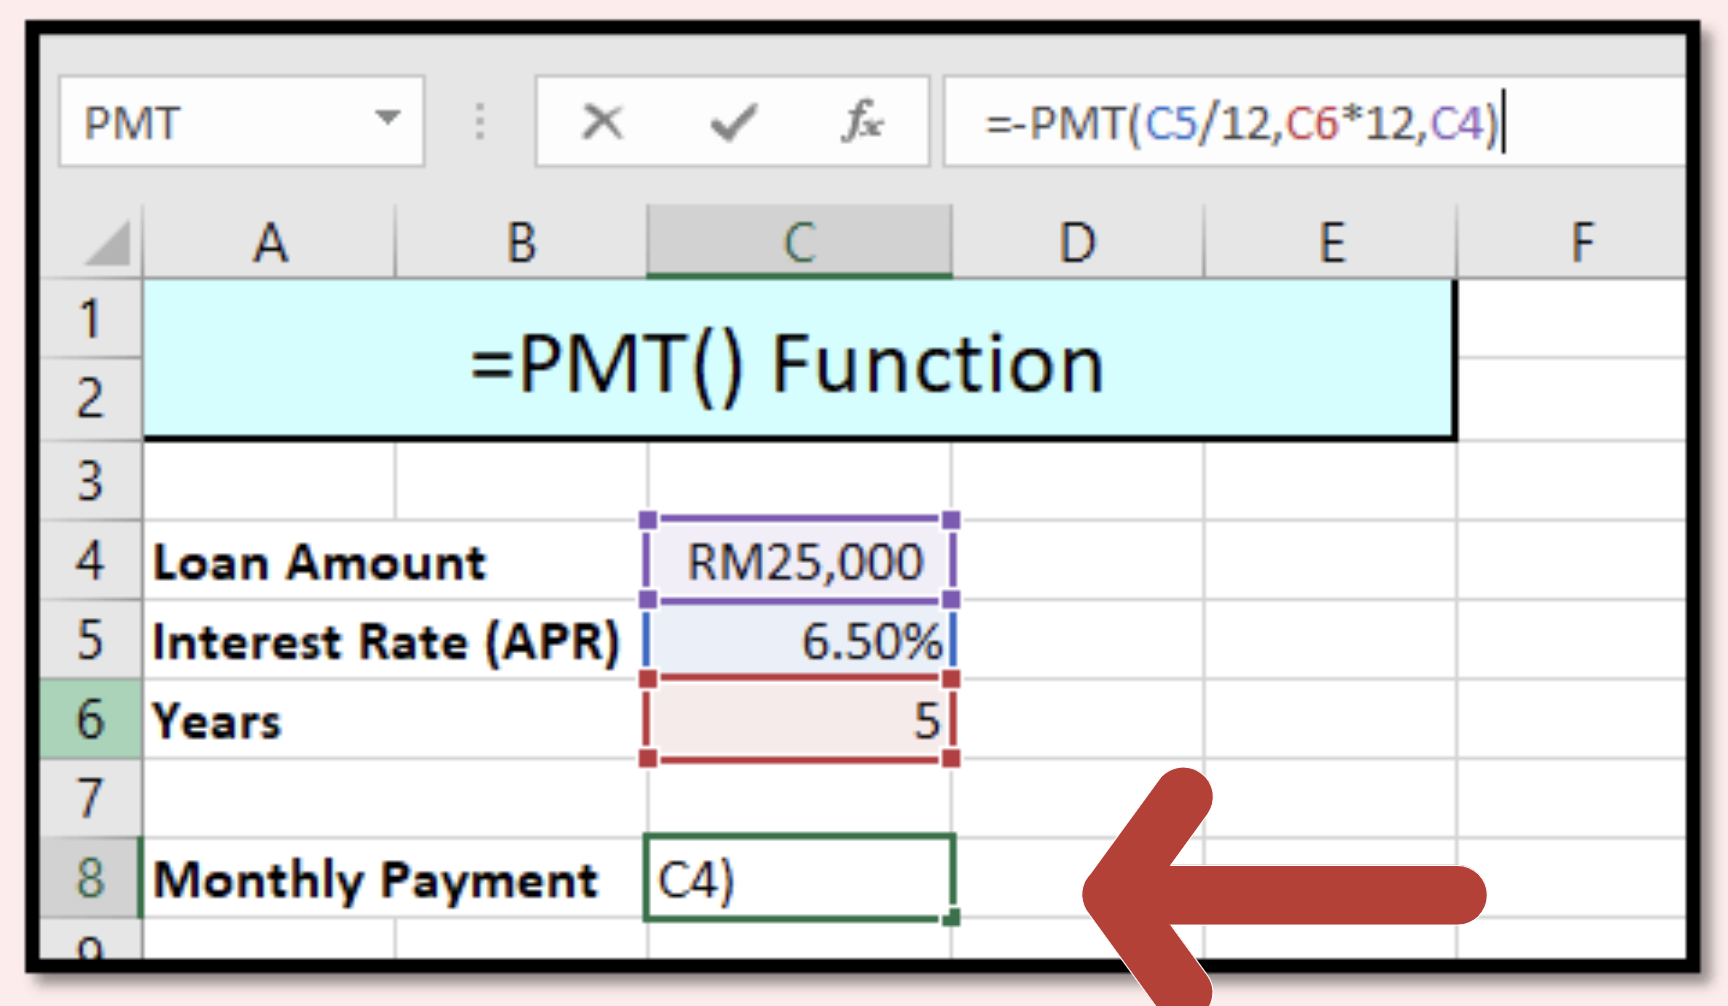 PMT fx =-PMT(C5/12,C6*12,C4)
A B C D E F
1
=PMT() Function
2
3
4 Loan Amount RM25,000
5 Interest Rate (APR) 6.50%
6 Years 5
7
8 Monthly Payment C4)
9